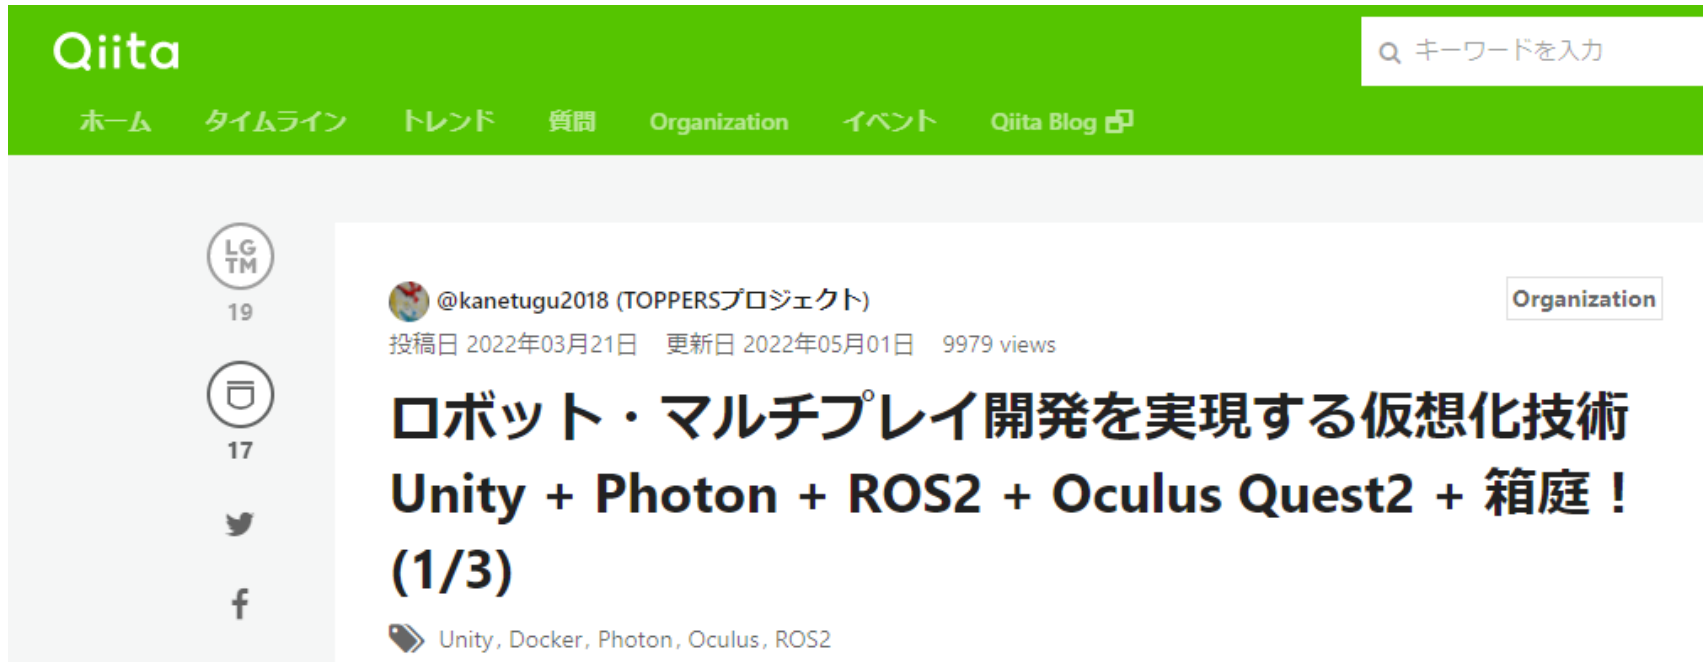 Qiita
キーワードを入力
ホーム タイムライン トレンド 質問 Organization イベント Qiita Blog
LG
TM
19
17
@kanetugu2018 (TOPPERSプロジェクト)
Organization
投稿日 2022年03月21日 更新日 2022年05月01日 9979 views
ロボット・マルチプレイ開発を実現する仮想化技術
Unity + Photon + ROS2 + Oculus Quest2 + 箱庭！
(1/3)
Unity, Docker, Photon, Oculus, ROS2